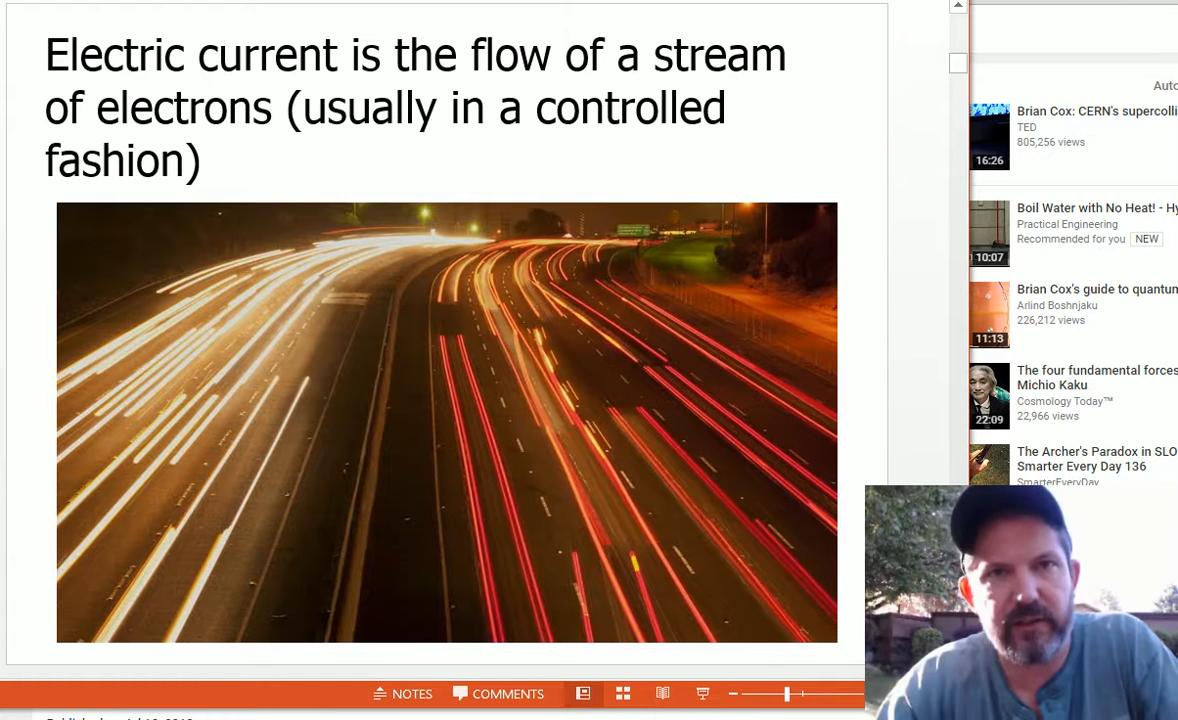 Electric current is the flow of a stream
of electrons (usually in a controlled
fashion)
NOTES
COMMENTS
Brian Cox: CERN's supercolli
TED
805,256 views
16:26
Boil Water with No Heat! - Hy
Practical Engineering
Recommended for you NEW
10:07
Brian Cox's guide to quantun
Arlind Boshnjaku
226,212 views
11:13
The four fundamental forces
Michio Kaku
Cosmology Today™
22,966 views
22:09
The Archer's Paradox in SLO
Smarter Every Day 136
SmarterEveryDay